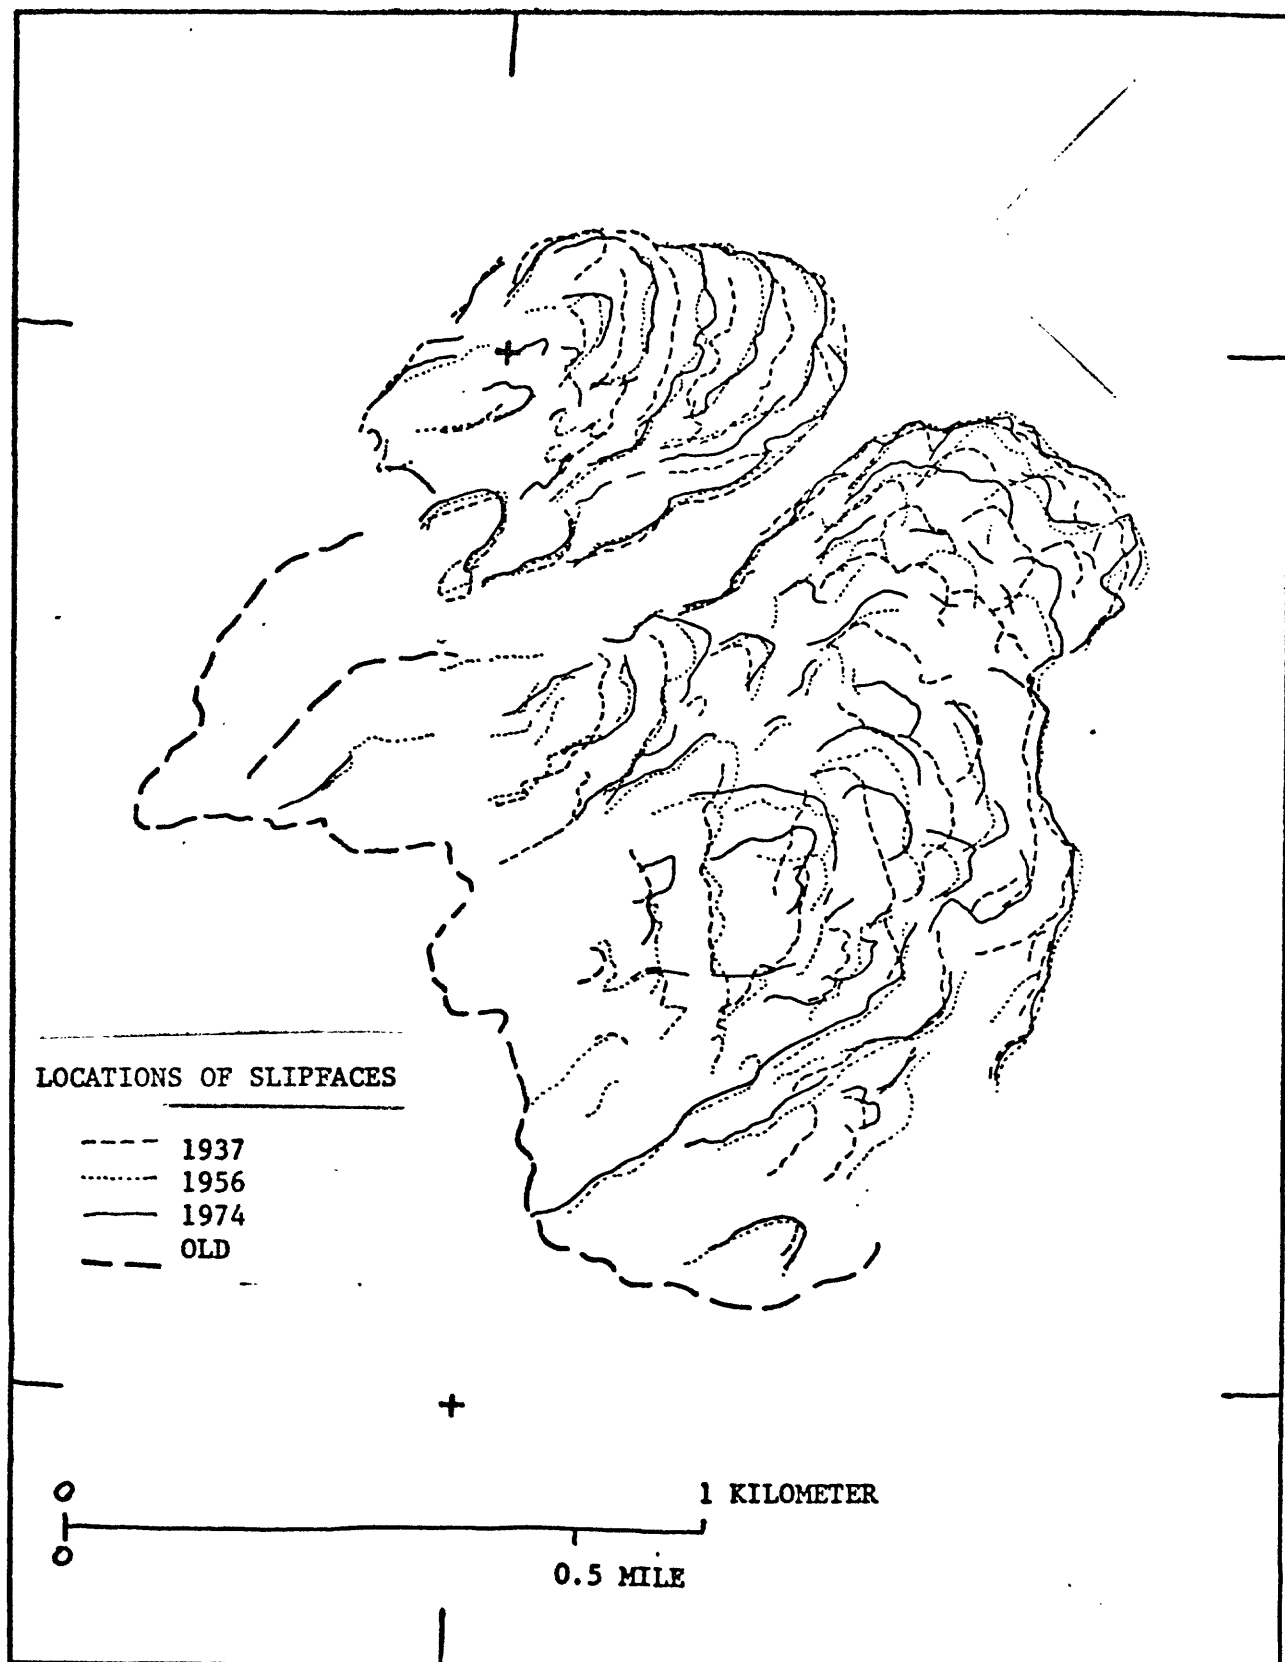 LOCATIONS OF SLIPFACES
1937
1956
1974
OLD
0 1 KILOMETER
0 0.5 MILE